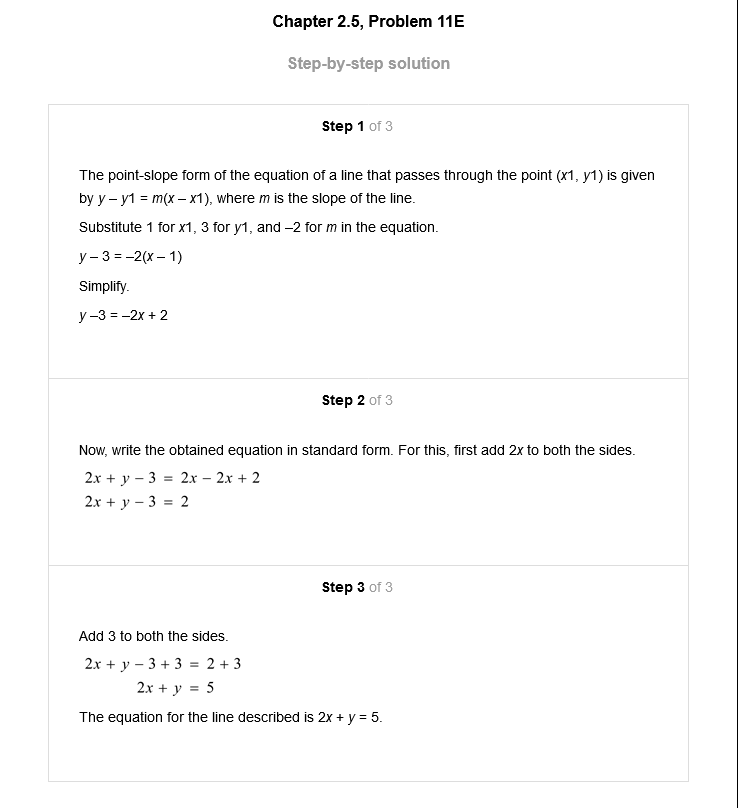 Chapter 2.5, Problem 11E
Step-by-step solution
Step 1 of 3
The point-slope form of the equation of a line that passes through the point (x1, y1) is given
by y – y1 = m(x – x1), where m is the slope of the line.
Substitute 1 for x1, 3 for y1, and –2 for m in the equation.
y – 3 = –2(x – 1)
Simplify.
y –3 = –2x + 2
Step 2 of 3
Now, write the obtained equation in standard form. For this, first add 2x to both the sides.
2x + y − 3 = 2x − 2x + 2
2x + y − 3 = 2
Step 3 of 3
Add 3 to both the sides.
2x + y − 3 + 3 = 2 + 3
2x + y = 5
The equation for the line described is 2x + y = 5.